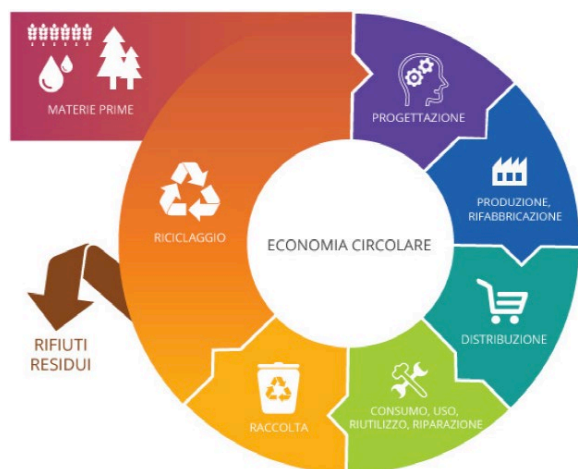 MATERIE PRIME
PROGETTAZIONE
PRODUZIONE,
RIFABBRICAZIONE
DISTRIBUZIONE
CONSUMO, USO,
RIUTILIZZO, RIPARAZIONE
RACCOLTA
RICICLAGGIO
RIFIUTI
RESIDUI
ECONOMIA CIRCOLARE